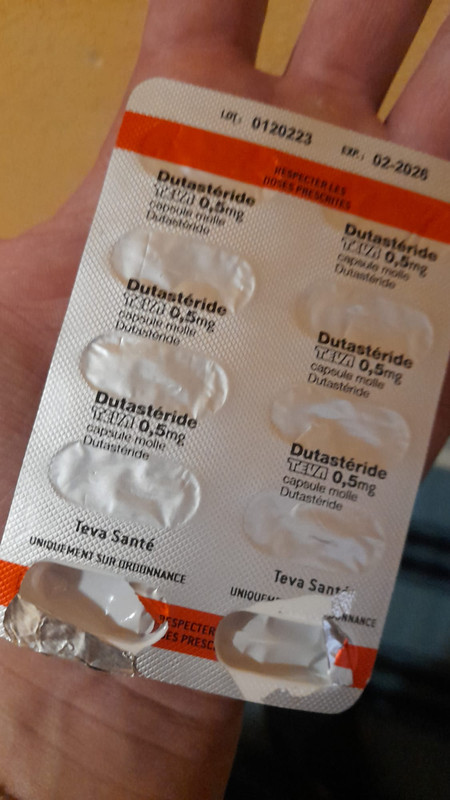 LOT: 0120223 EXP.: 02-2026
RESPECTER LES
DOSES PRESCRITES
Dutastéride
TEVA 0,5mg
capsule molle
Dutastéride
Dutastéride
TEVA 0,5mg
capsule molle
Dutastéride
Dutastéride
TEVA 0,5mg
capsule molle
Dutastéride
Dutastéride
TEVA 0,5mg
capsule molle
Dutastéride
Dutastéride
TEVA 0,5mg
capsule molle
Dutastéride
Dutastéride
TEVA 0,5mg
capsule molle
Dutastéride
Teva Santé
UNIQUEMENT SUR ORDONNANCE
Teva Santé
RESPECTER